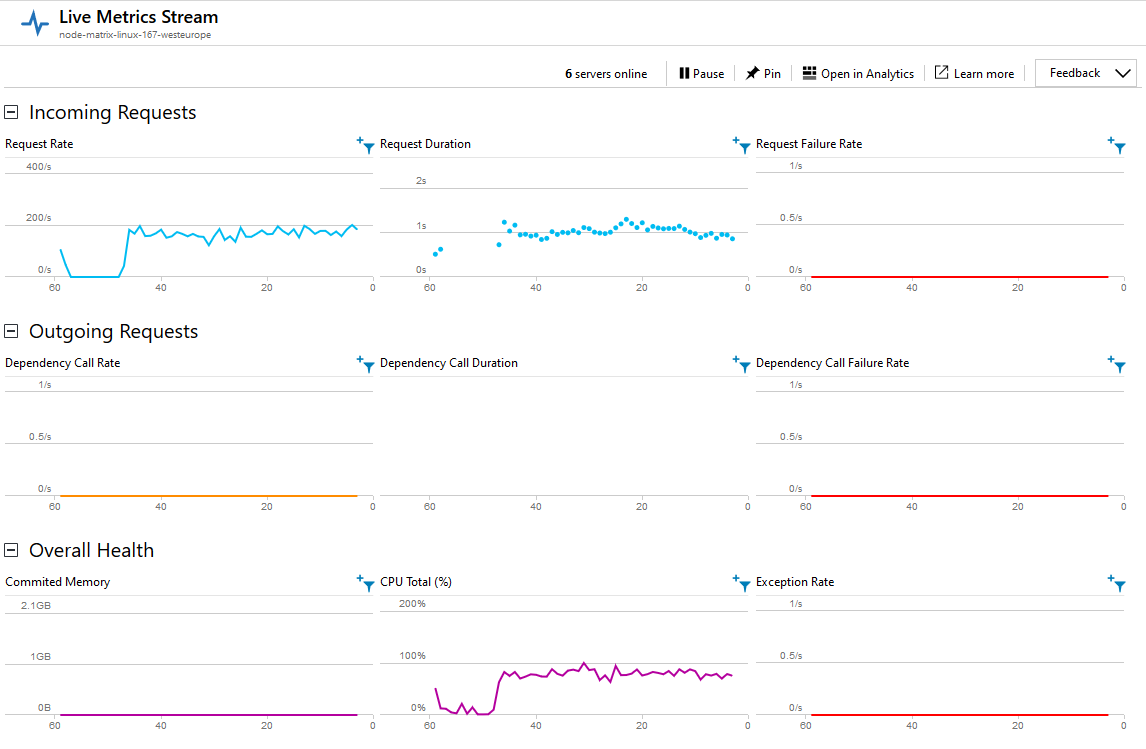 Live Metrics Stream
node-matrix-linux-167-westeurope
6 servers online Pause Pin Open in Analytics Learn more Feedback
Incoming Requests
Request Rate
400/s
200/s
0/s
60 40 20 0
Request Duration
2s
1s
0s
60 40 20 0
Request Failure Rate
1/s
0.5/s
0/s
60 40 20 0
Outgoing Requests
Dependency Call Rate
1/s
0.5/s
0/s
60 40 20 0
Dependency Call Duration
60 40 20 0
Dependency Call Failure Rate
1/s
0.5/s
0/s
60 40 20 0
Overall Health
Commited Memory
2.1GB
1GB
0B
60 40 20 0
CPU Total (%)
200%
100%
0%
60 40 20 0
Exception Rate
1/s
0.5/s
0/s
60 40 20 0